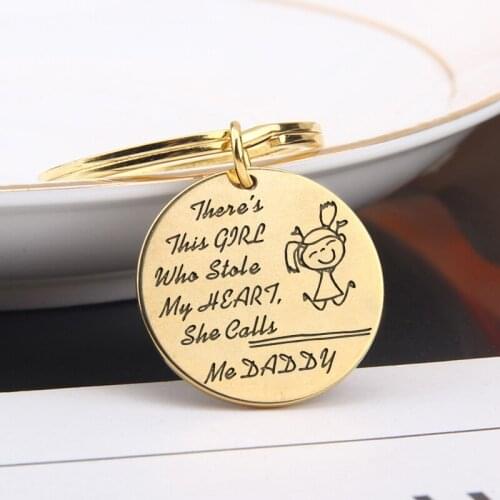 There's
This GIRL
Who Stole
My HEART,
She Calls
Me DADDY